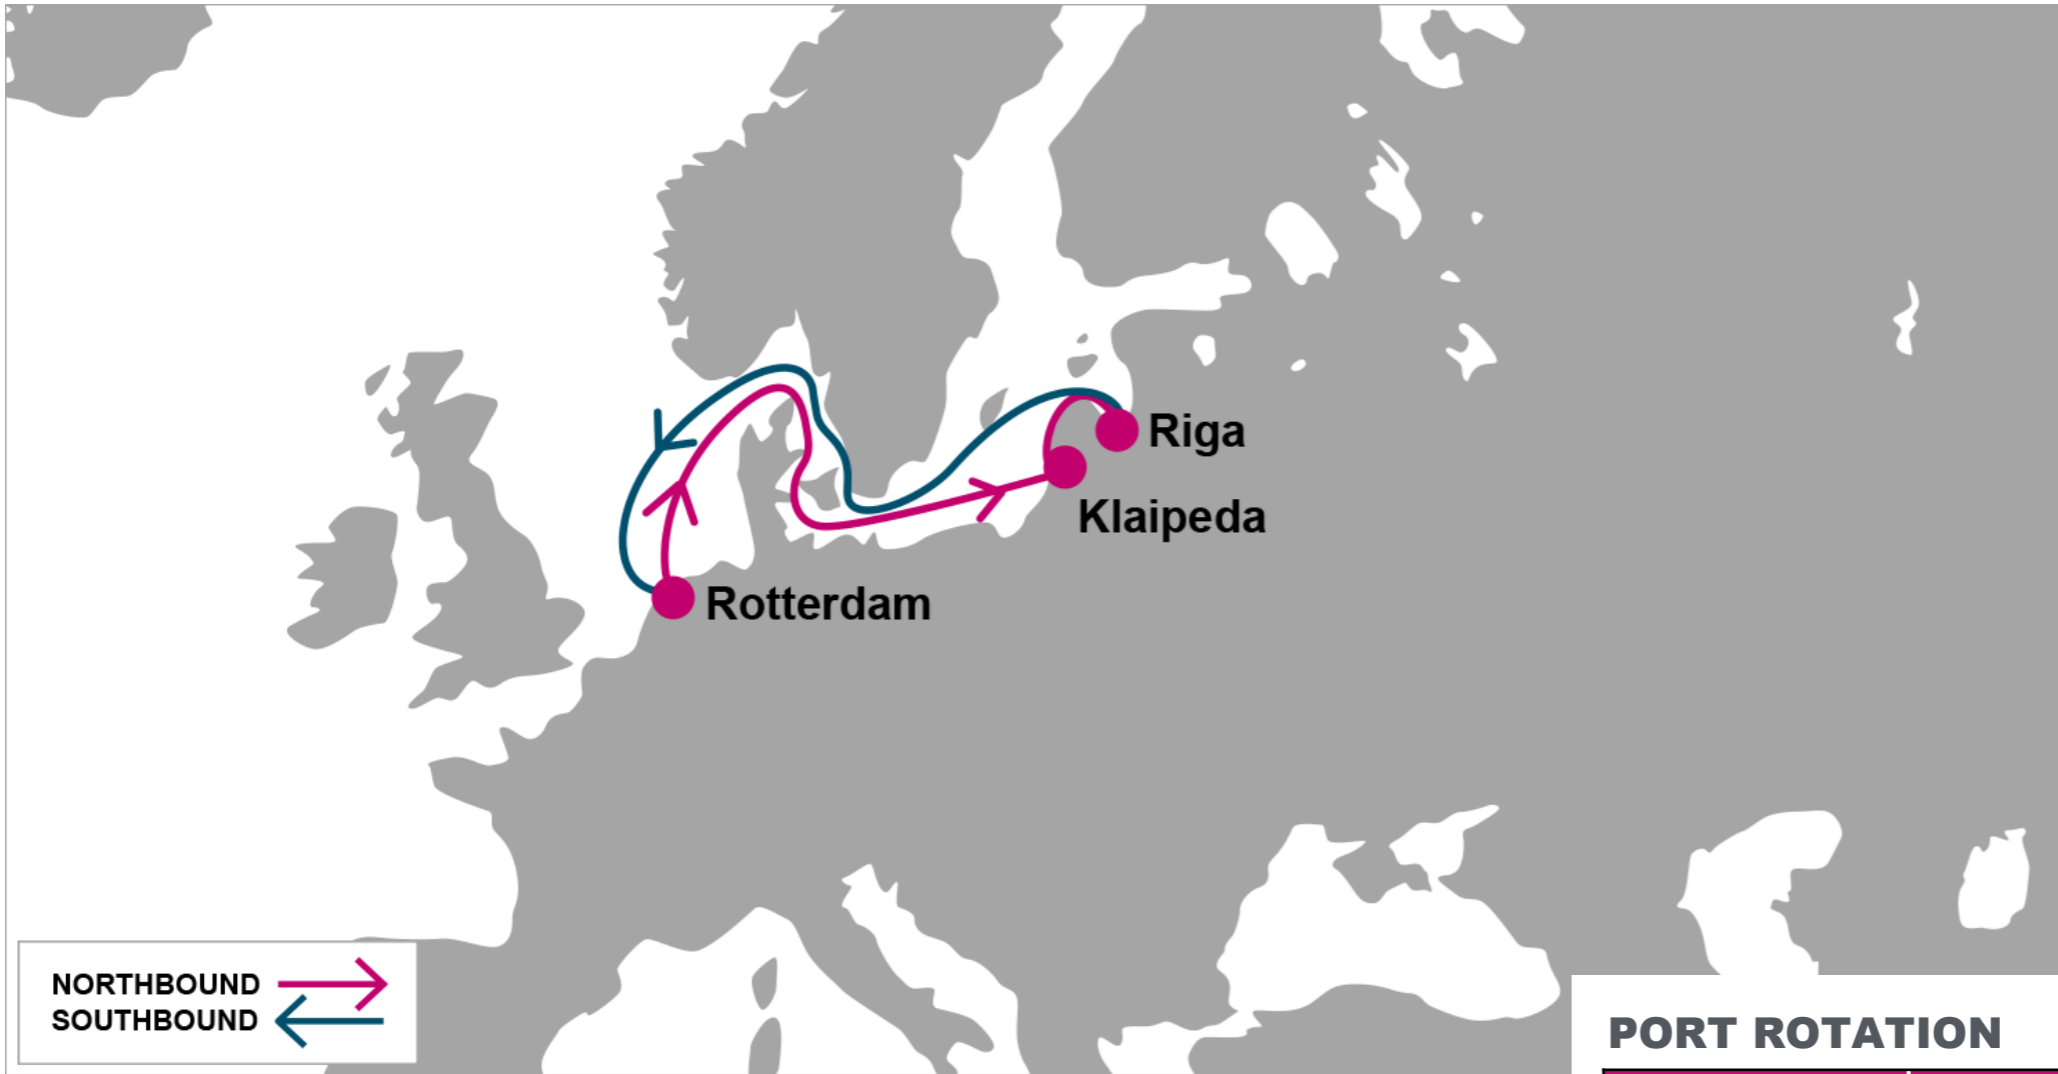 Riga
Klaipeda
Rotterdam
NORTHBOUND
SOUTHBOUND
PORT ROTATION